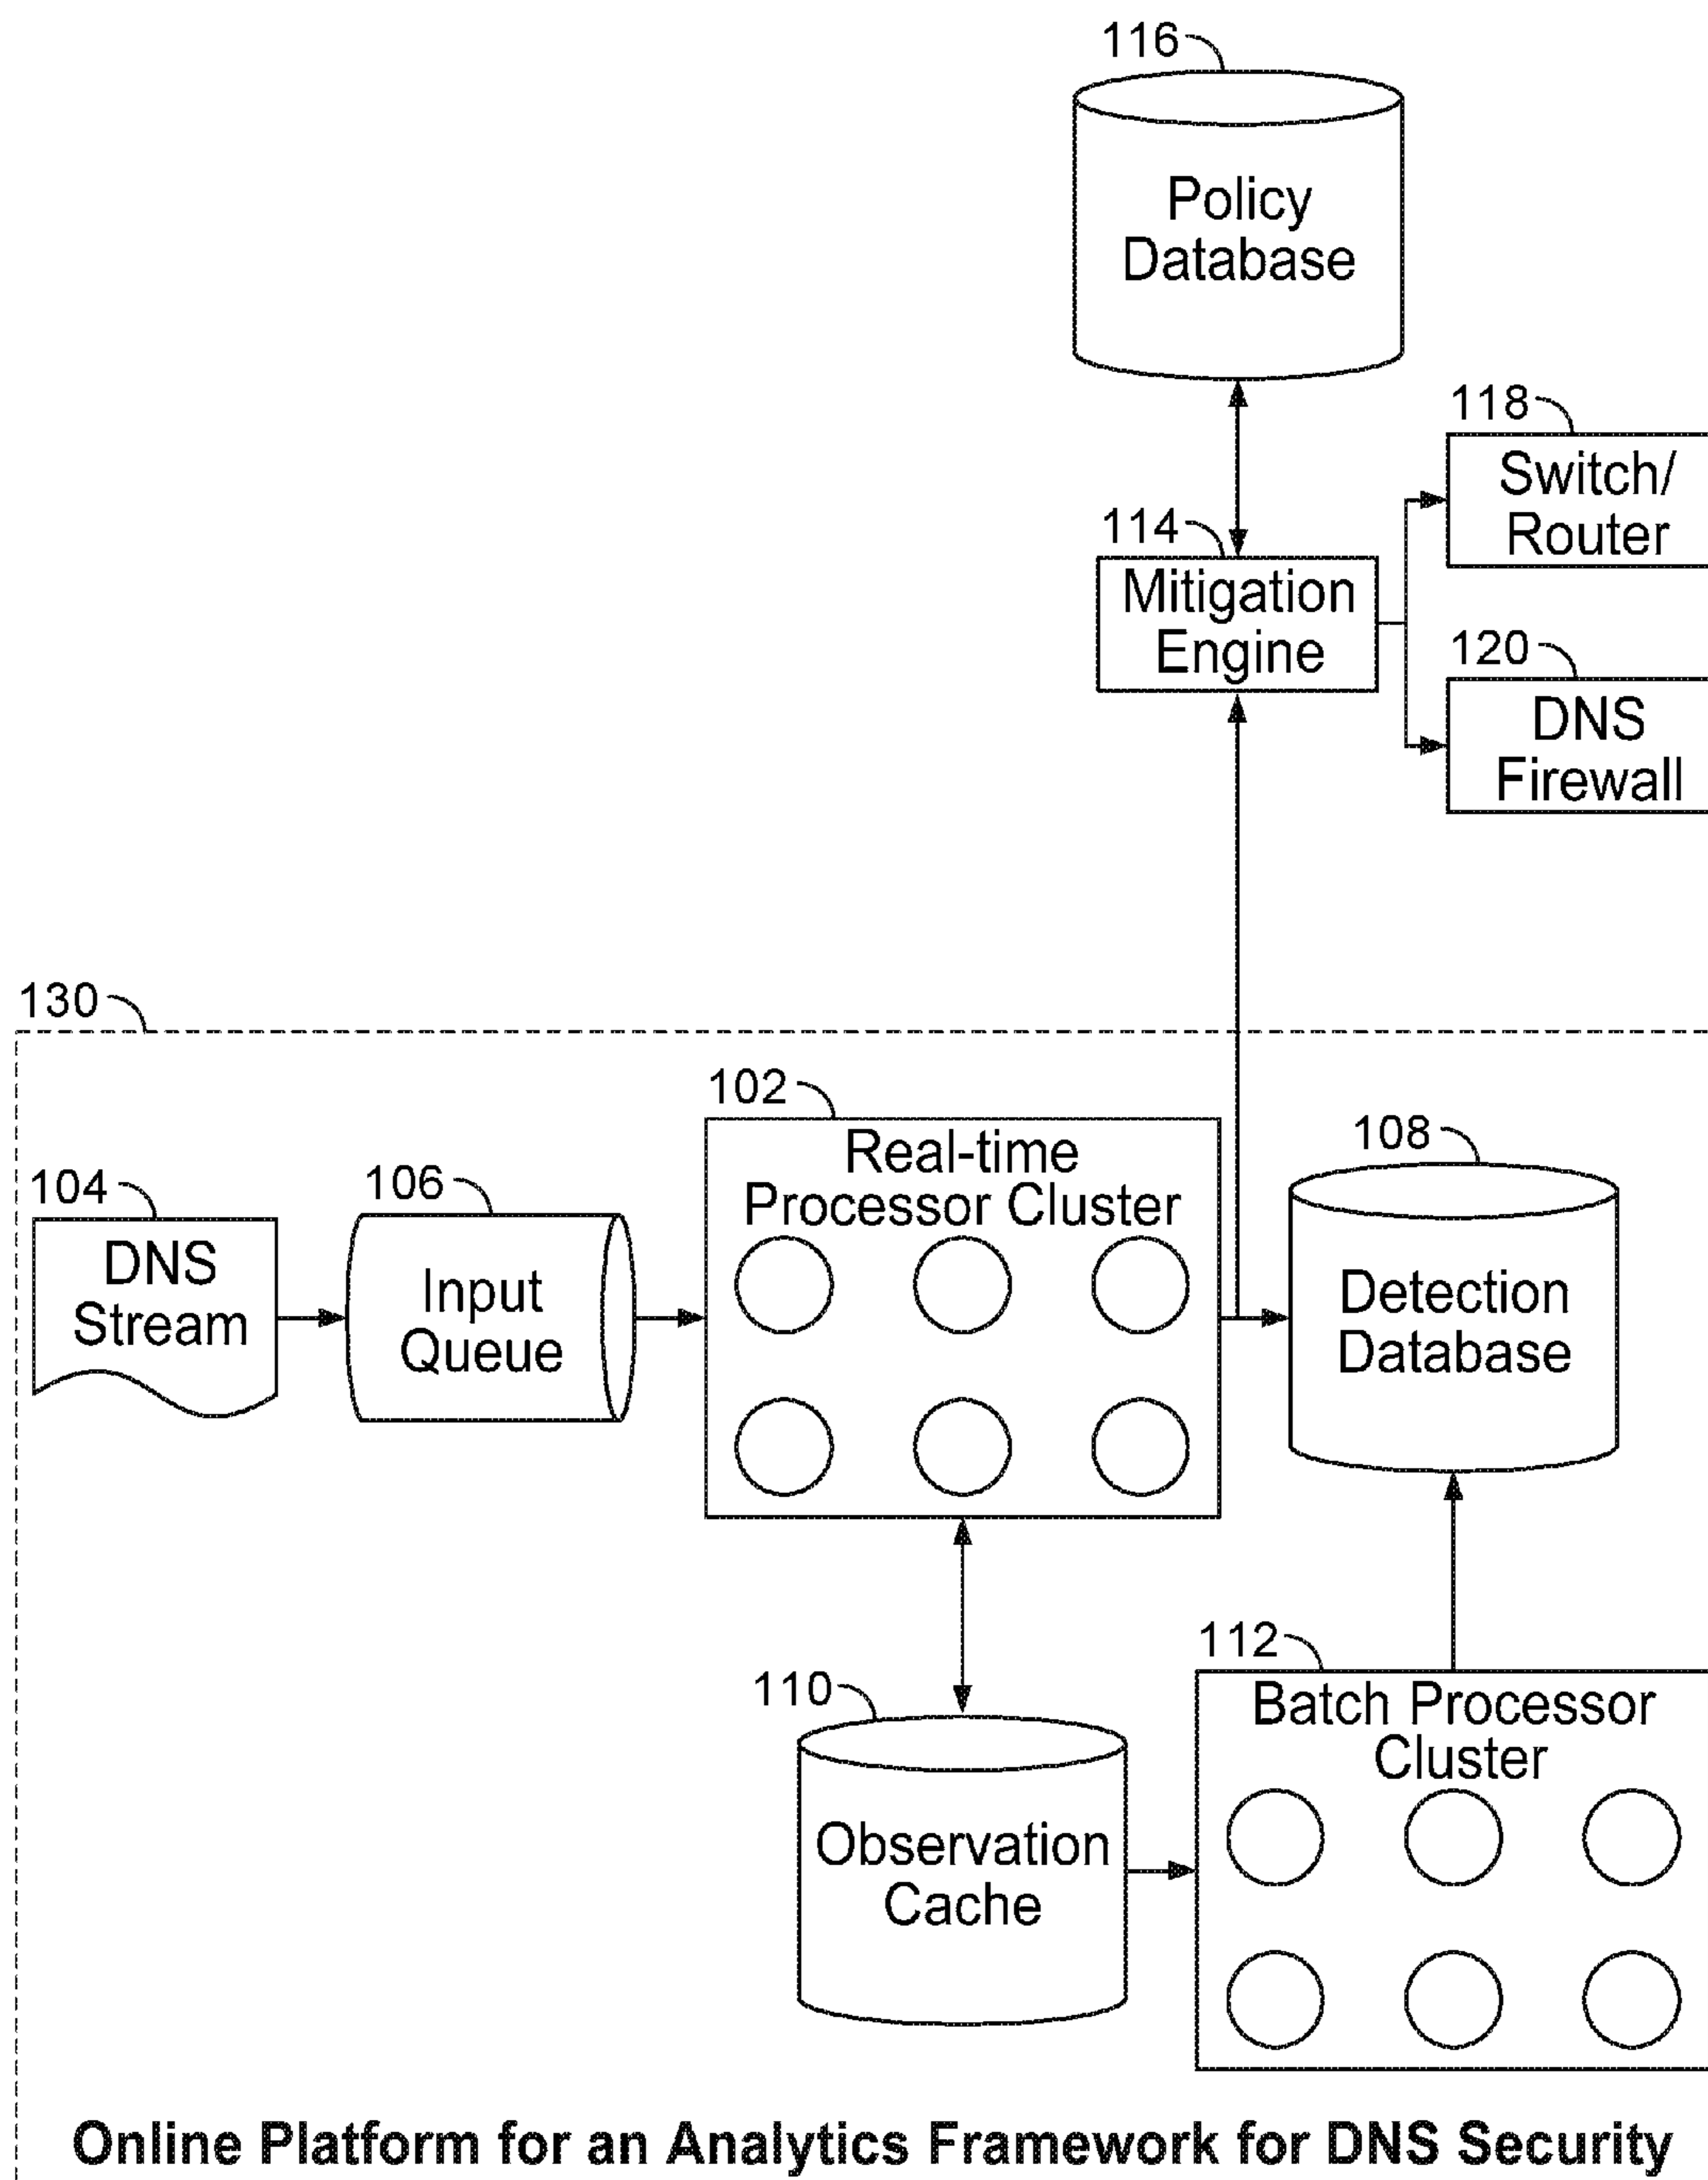 116
Policy
Database
118
Switch/
Router
114
Mitigation
Engine
120
DNS
Firewall
130
102
Real-time
Processor Cluster
108
Detection
Database
104
DNS
Stream
106
Input
Queue
112
Batch Processor
Cluster
110
Observation
Cache
Online Platform for an Analytics Framework for DNS Security